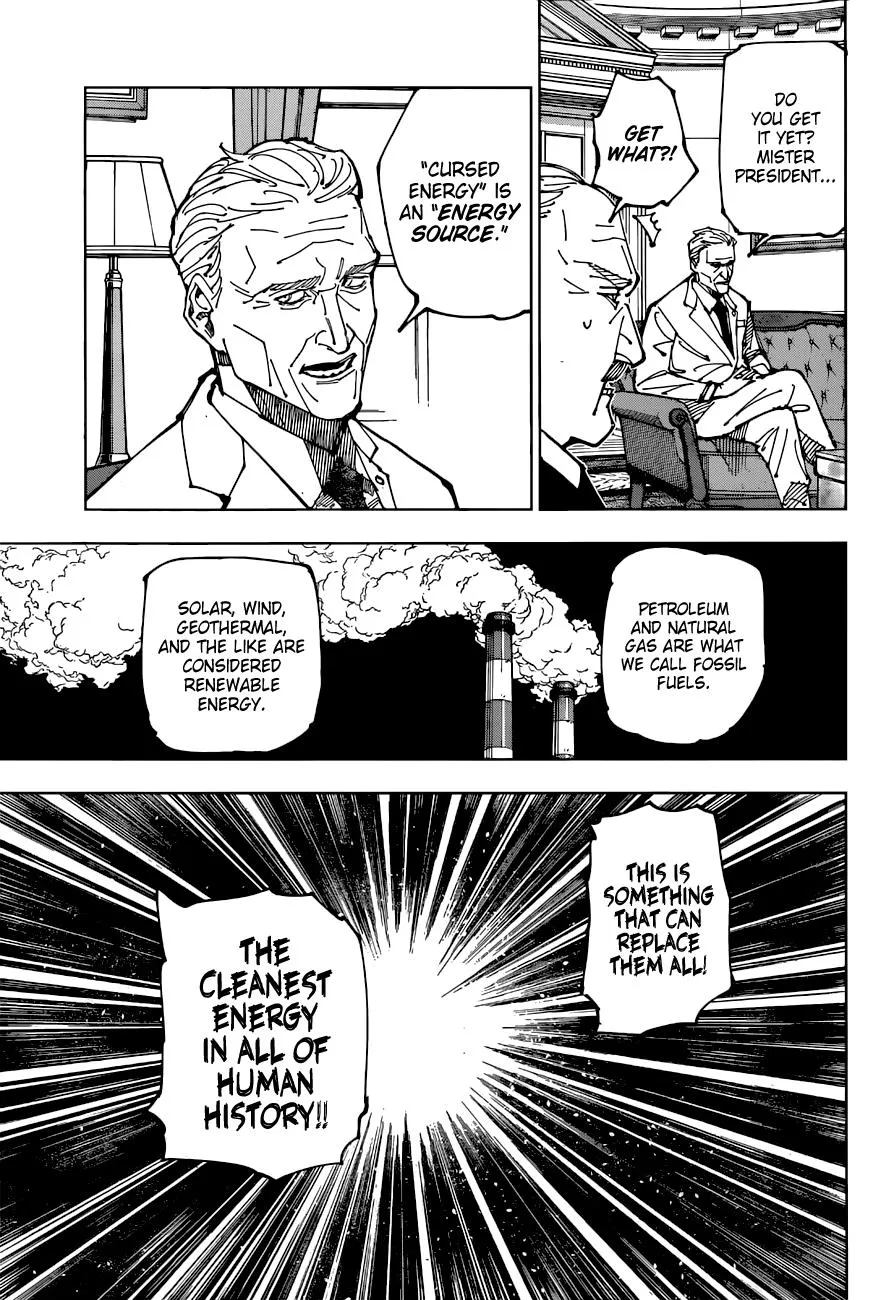 DO
YOU GET
IT YET?
MISTER
PRESIDENT...
GET
WHAT?!
"CURSED
ENERGY" IS
AN "ENERGY
SOURCE."
PETROLEUM
AND NATURAL
GAS ARE WHAT
WE CALL FOSSIL
FUELS.
SOLAR, WIND,
GEOTHERMAL,
AND THE LIKE ARE
CONSIDERED
RENEWABLE
ENERGY.
THIS IS
SOMETHING
THAT CAN
REPLACE
THEM ALL!
THE
CLEANEST
ENERGY
IN ALL OF
HUMAN
HISTORY!!